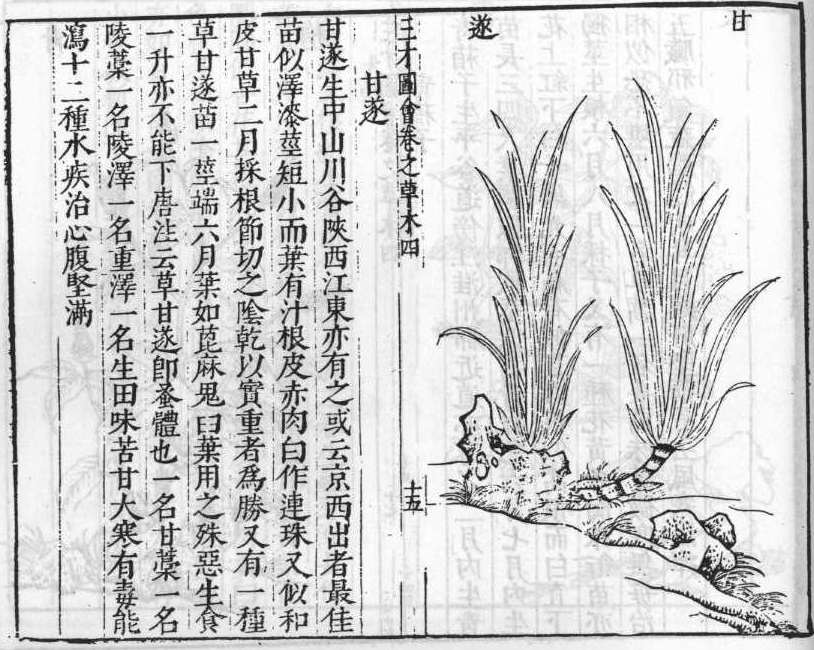 甘
遂
三才圖會卷之草木四
十五
甘遂
甘遂生中山川谷陝西江東亦有之或云京西出者最佳
苗似澤漆莖短小而葉有汁根皮赤肉白作連珠又似和
皮甘草二月採根節切之陰乾以實重者爲勝又有一種
草甘遂苗一莖端六月葉如萞麻鬼臼葉用之殊惡生食
一升亦不能下唐注云草甘遂卽蚤體也一名甘藁一名
陵藁一名陵澤一名重澤一名生田味苦甘大寒有毒能
瀉十二種水疾治心腹堅滿